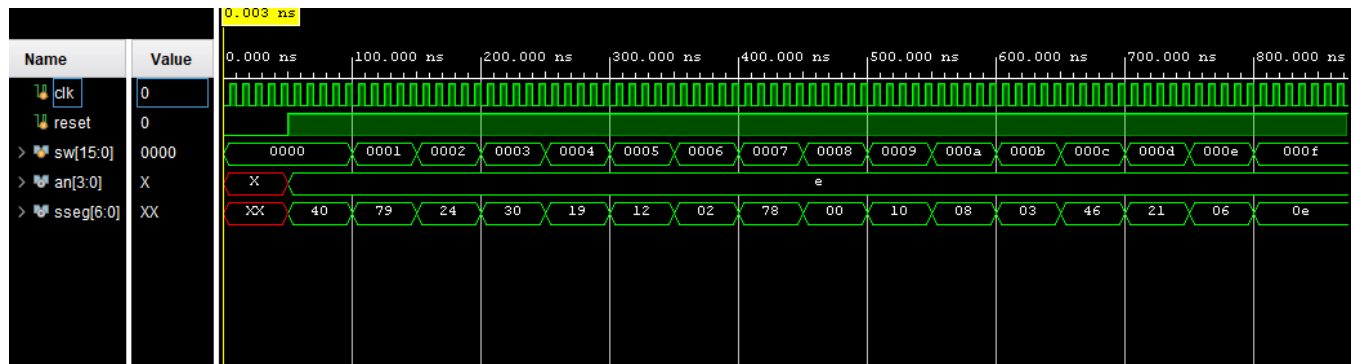 0.003 ns
Name Value 0.000 ns 100.000 ns 200.000 ns 300.000 ns 400.000 ns 500.000 ns 600.000 ns 700.000 ns 800.000 ns
clk 0
reset 0
sw[15:0] 0000 0000 0001 0002 0003 0004 0005 0006 0007 0008 0009 000a 000b 000c 000d 000e 000f
an[3:0] X X e
sseg[6:0] XX XX 40 79 24 30 19 12 02 78 00 10 08 03 46 21 06 0e